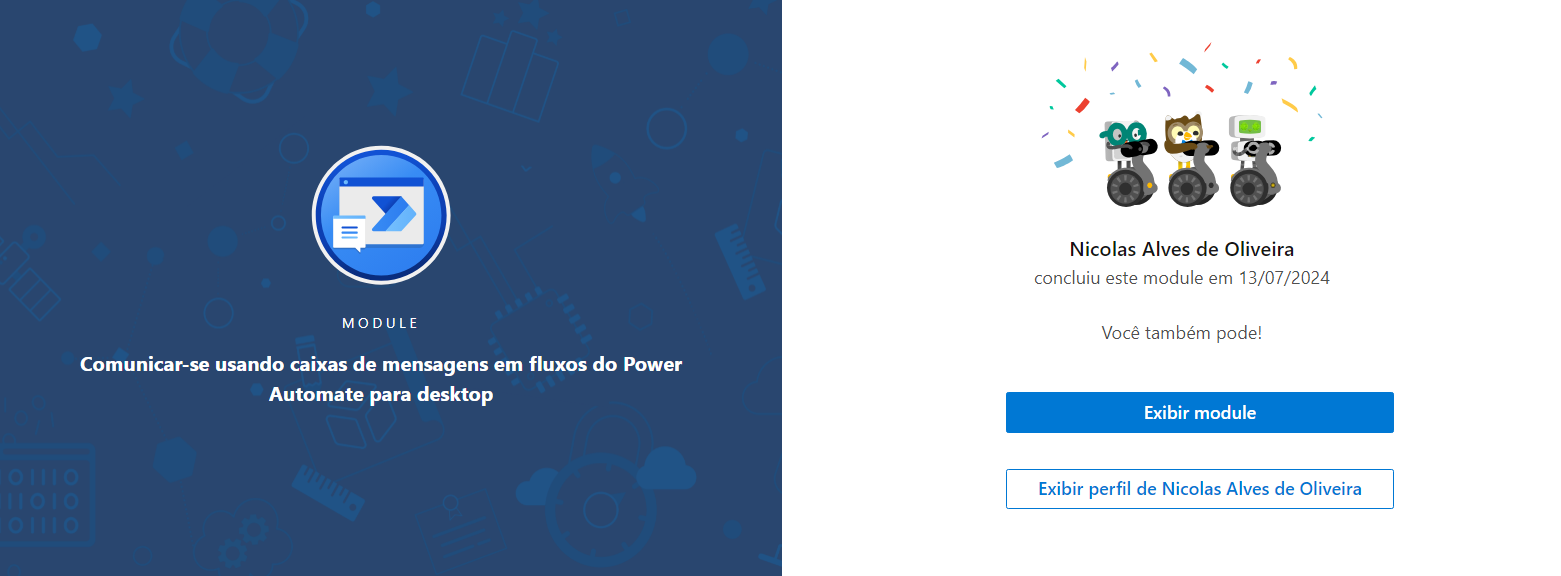 MODULE
Comunicar-se usando caixas de mensagens em fluxos do Power
Automate para desktop
Nicolas Alves de Oliveira
concluiu este module em 13/07/2024
Você também pode!
Exibir module
Exibir perfil de Nicolas Alves de Oliveira